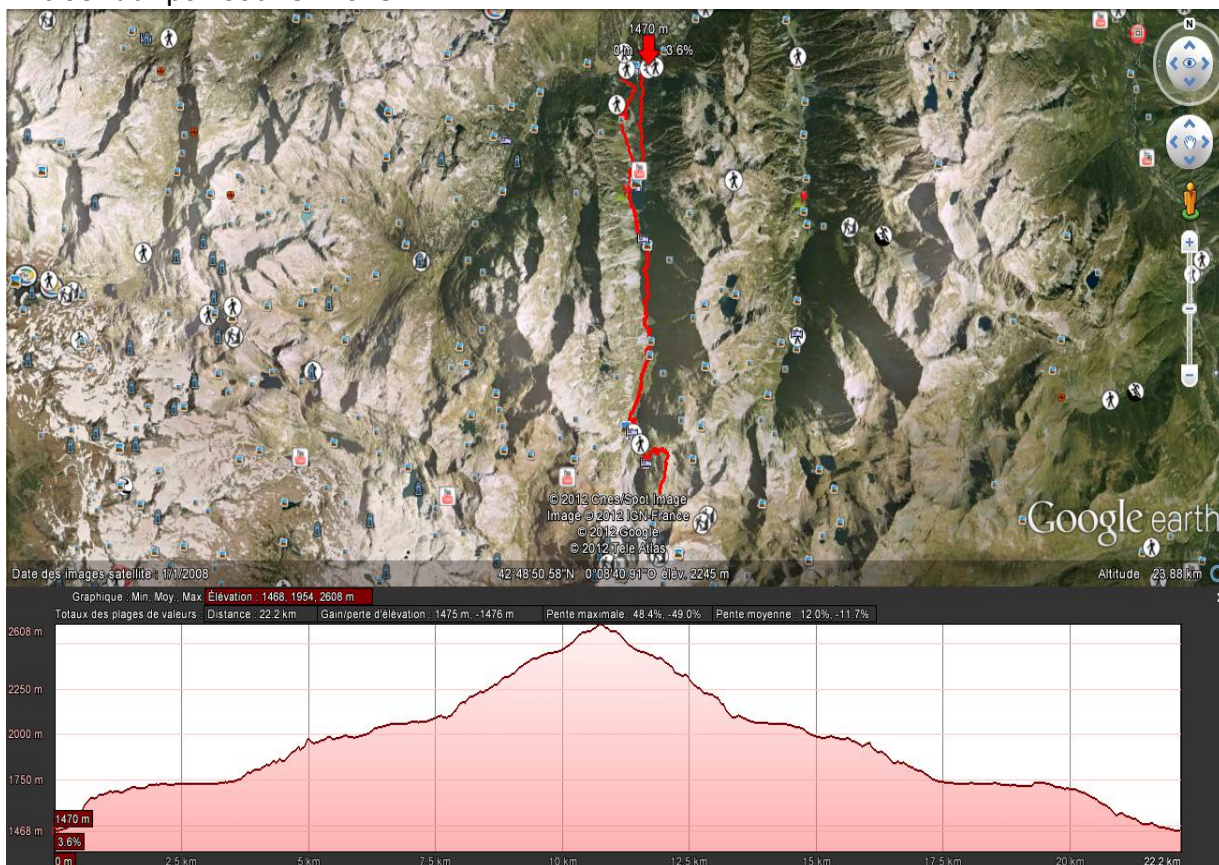 1470 m
0 m 3.6%
N
© 2012 Cnes/Spot Image
Image © 2012 IGN-France
© 2012 Google
© 2012 Tele Atlas
Google earth
Date des images satellite : 1/1/2008 42°48'50.58"N 0°08'40.91"O élév. 2245 m Altitude 23.88 km
Graphique : Min, Moy., Max Élévation : 1468, 1954, 2608 m
Totaux des plages de valeurs : Distance : 22.2 km Gain/perte d'élévation : 1475 m, -1476 m Pente maximale : 48.4%, -49.0% Pente moyenne : 12.0%, -11.7%
2608 m
2250 m
2000 m
1750 m
1470 m
1468 m
3.6%
0 m 2.5 km 5 km 7.5 km 10 km 12.5 km 15 km 17.5 km 20 km 22.2 km